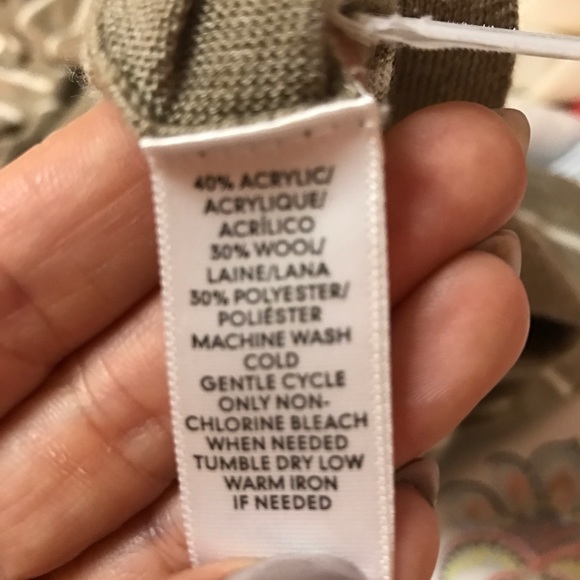 40% ACRYLIC/
ACRYLIQUE/
ACRÍLICO
30% WOOL/
LAINE/LANA
30% POLYESTER/
POLIÉSTER
MACHINE WASH
COLD
GENTLE CYCLE
ONLY NON-
CHLORINE BLEACH
WHEN NEEDED
TUMBLE DRY LOW
WARM IRON
IF NEEDED